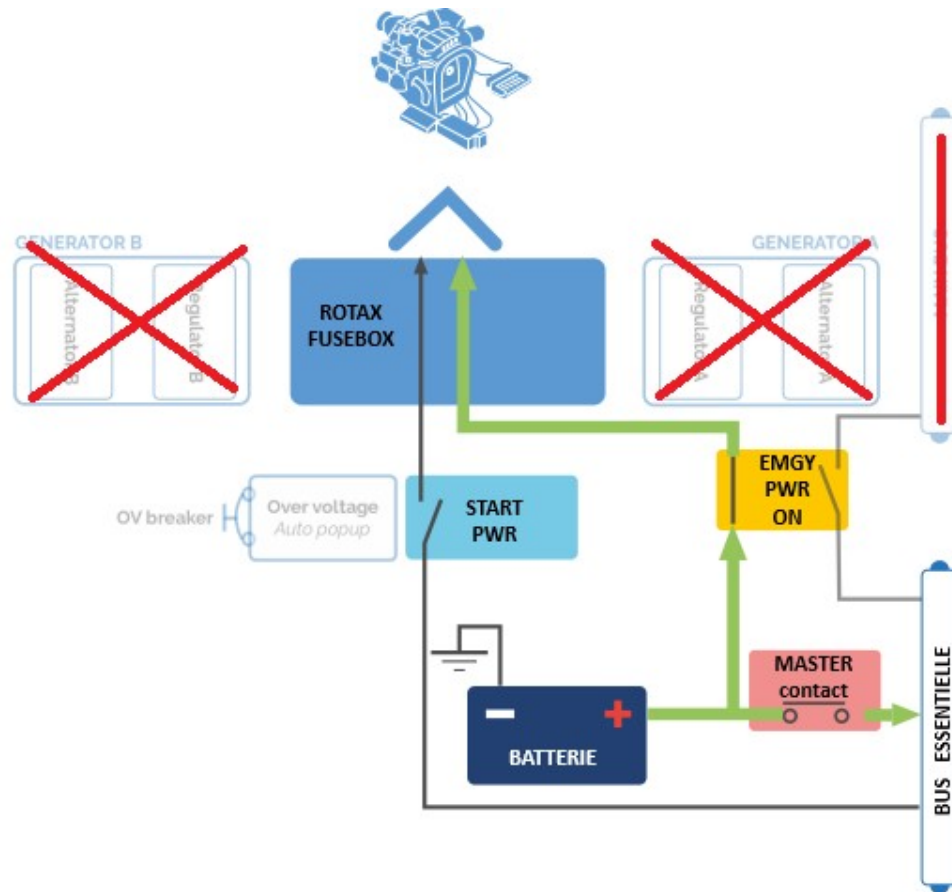 GENERATOR B
Alternator B
Regulator B
ROTAX
FUSEBOX
GENERATOR A
Regulator A
Alternator A
OV breaker
Over voltage
Auto popup
START
PWR
EMGY
PWR
ON
MASTER
contact
BATTERIE
BUS ESSENTIELLE